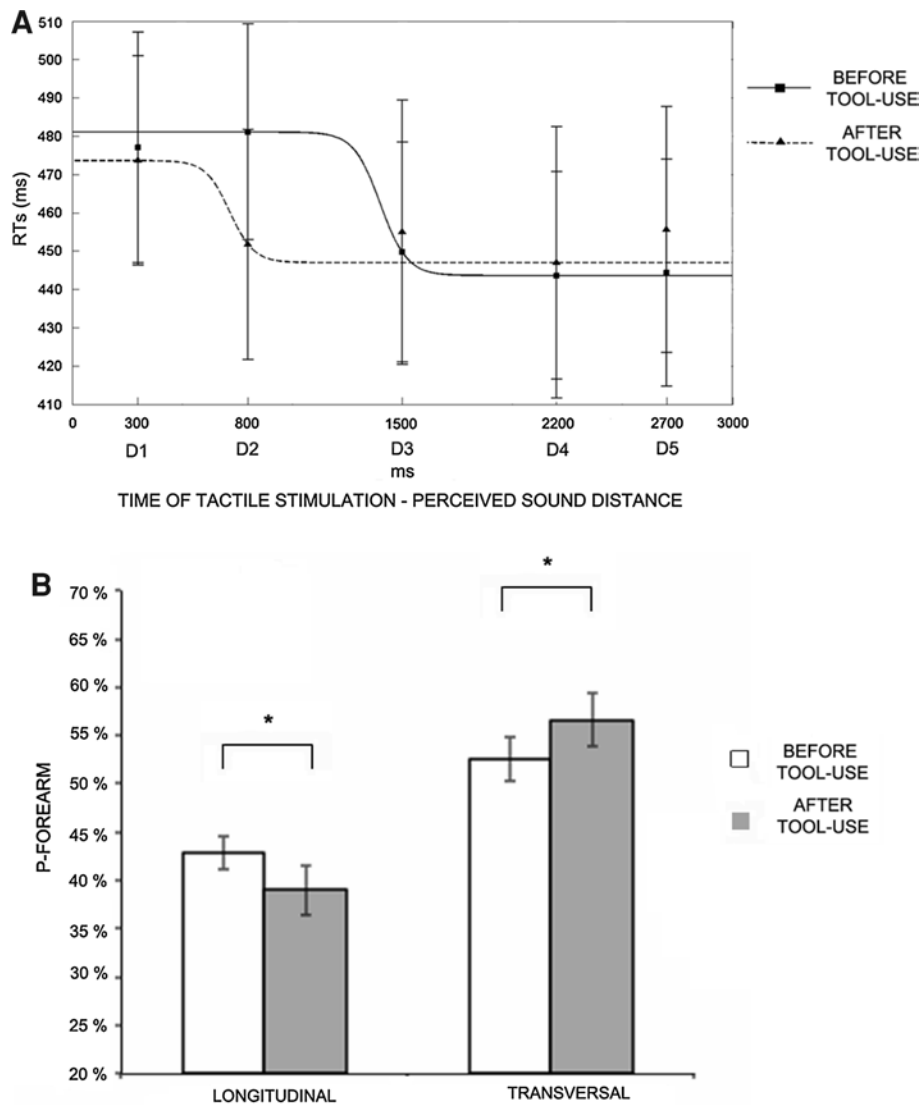 A
510
500
490
480
470
460
450
440
430
420
410
RTs (ms)
0 300 800 1500 2200 2700 3000
D1 D2 D3 D4 D5
ms
TIME OF TACTILE STIMULATION - PERCEIVED SOUND DISTANCE
BEFORE
TOOL-USE
AFTER
TOOL-USE
B
70 %
65 %
60 %
55 %
50 %
45 %
40 %
35 %
30 %
25 %
20 %
P-FOREARM
*
*
LONGITUDINAL TRANSVERSAL
BEFORE
TOOL-USE
AFTER
TOOL-USE